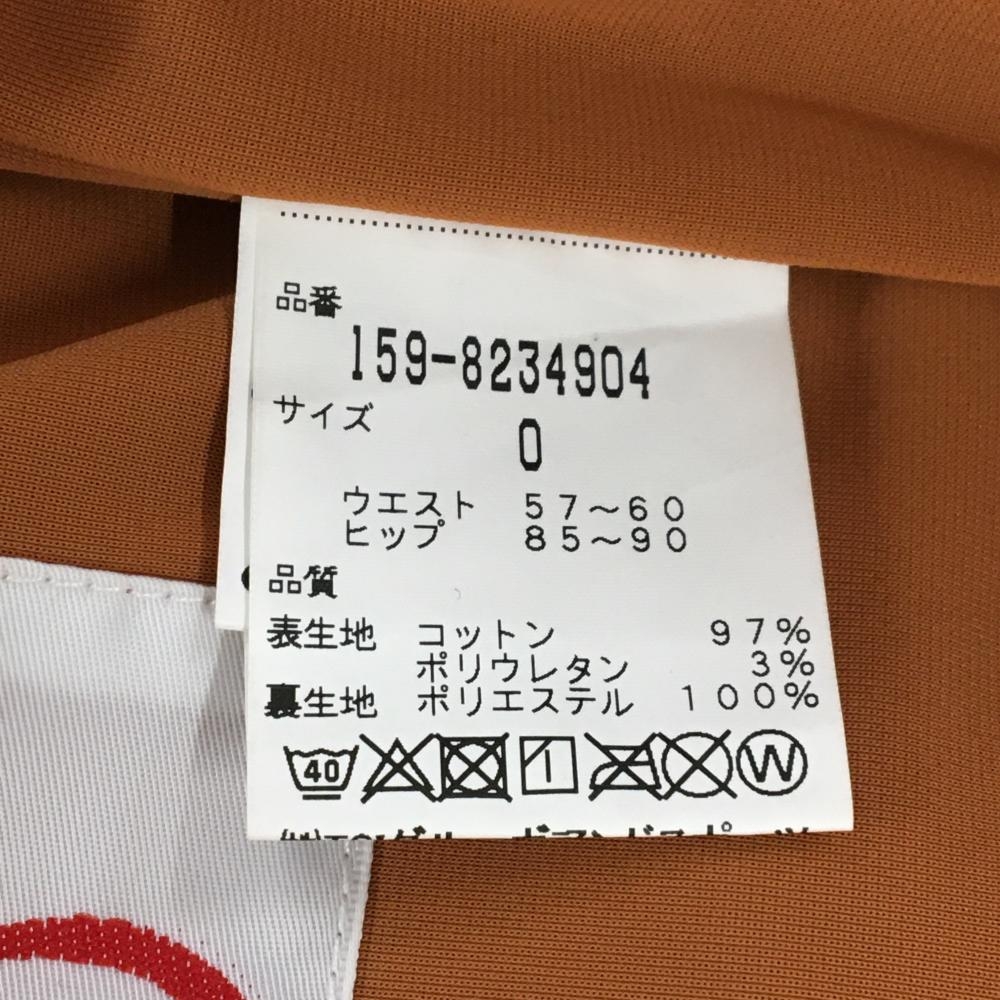 品番
159-8234904
サイズ
0
ウエスト 57～60
ヒップ 85～90
品質
表生地 コットン 97%
ポリウレタン 3%
裏生地 ポリエステル 100%
40
W